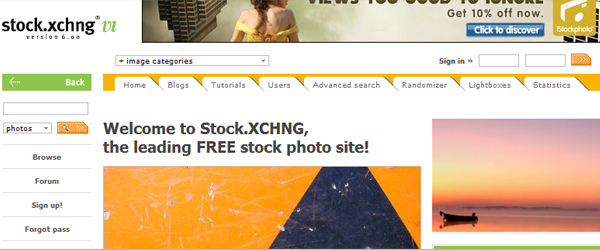 stock.xchng® vi
version 6.00
VIEWS TOO GOOD TO IGNORE
Get 10% off now.
Click to discover
iStockphoto
+ image categories
Sign in »
Back
Home
Blogs
Tutorials
Users
Advanced search
Randomizer
Lightboxes
Statistics
photos
Browse
Forum
Sign up!
Forgot pass
Welcome to Stock.XCHNG,
the leading FREE stock photo site!